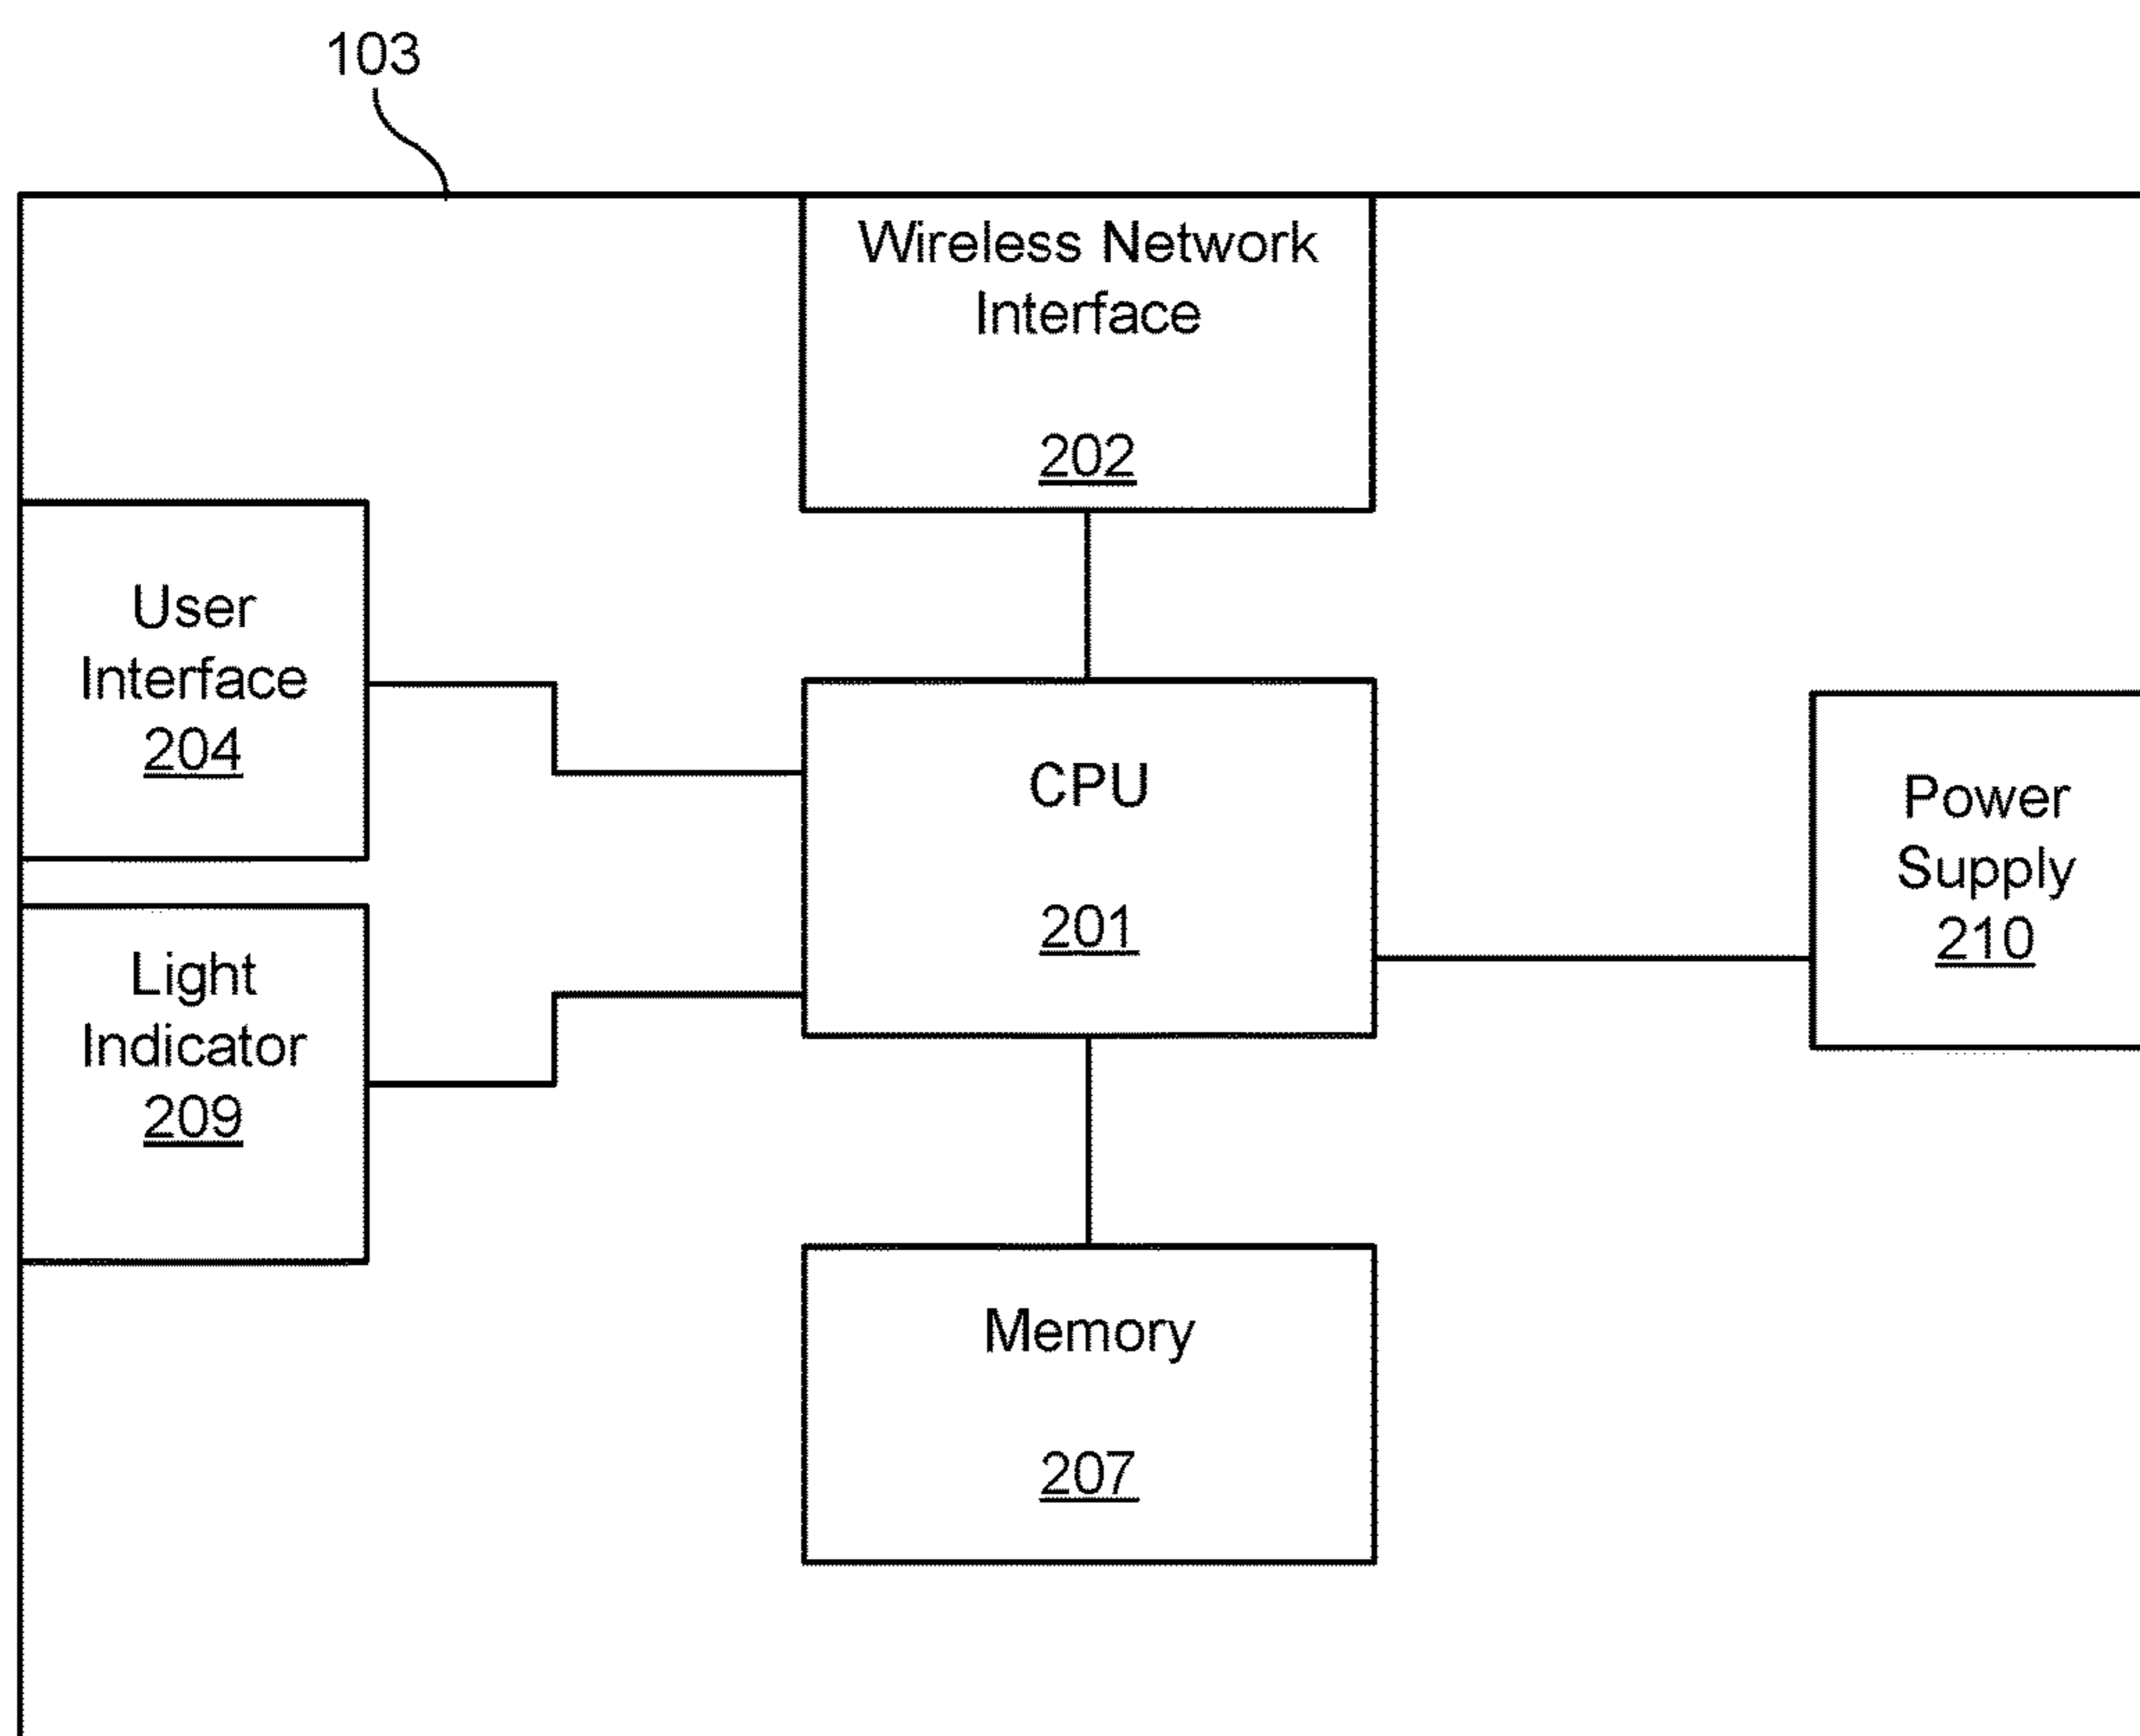 103
Wireless Network
Interface
202
User
Interface
204
CPU
201
Power
Supply
210
Light
Indicator
209
Memory
207